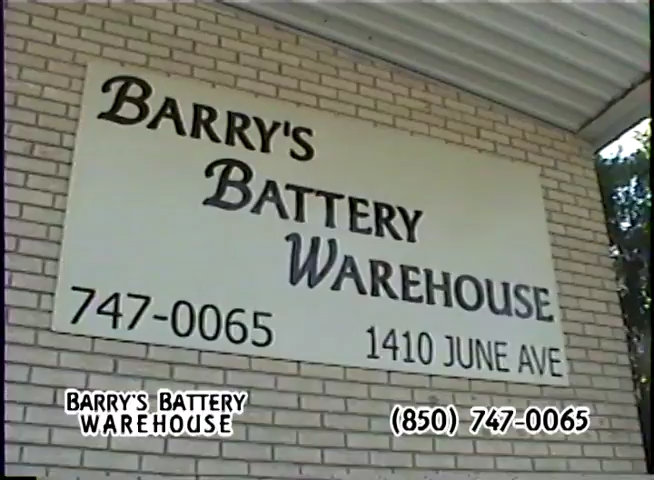 BARRY'S
BATTERY
WAREHOUSE
747-0065
1410 JUNE AVE
BARRY'S BATTERY
WAREHOUSE
(850) 747-0065